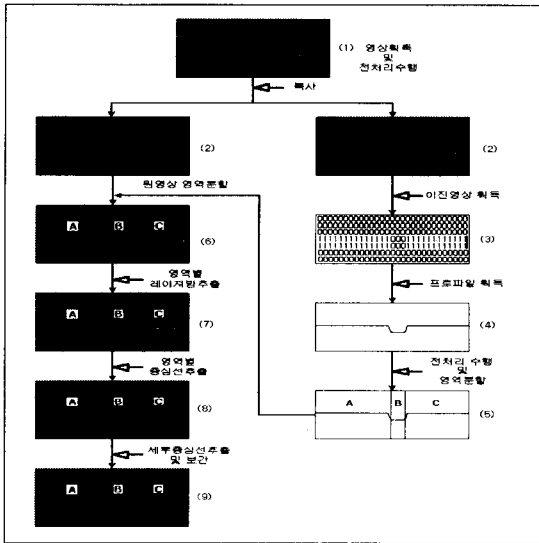 (1) 영상획득
및
전처리수행
복사
(2)
(2)
원영상 영역분할
이진영상 획득
A B C
(6)
(3)
영역별
레이저띠추출
프로파일 획득
A B C
(7)
(4)
영역별
중심선추출
전처리 수행
및
영역분할
A B C
(8)
A B C
(5)
세부중심선추출
및 보간
A B C
(9)